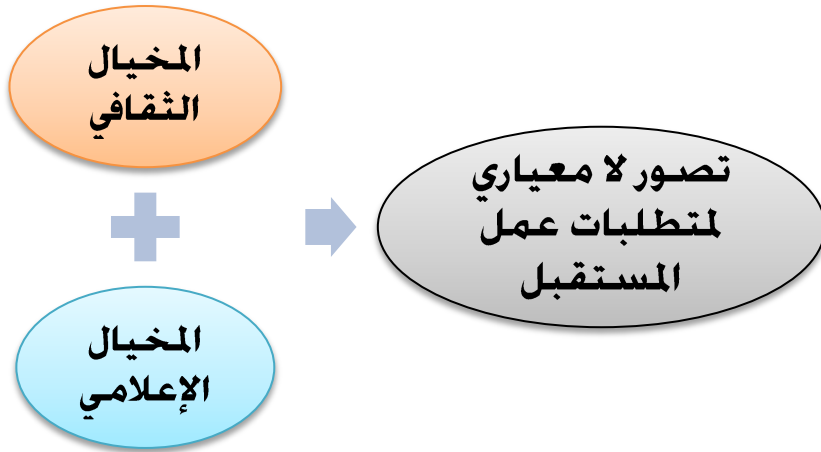 المخيال
الثقافي
المخيال
الإعلامي
تصور لا معياري
لمتطلبات عمل
المستقبل